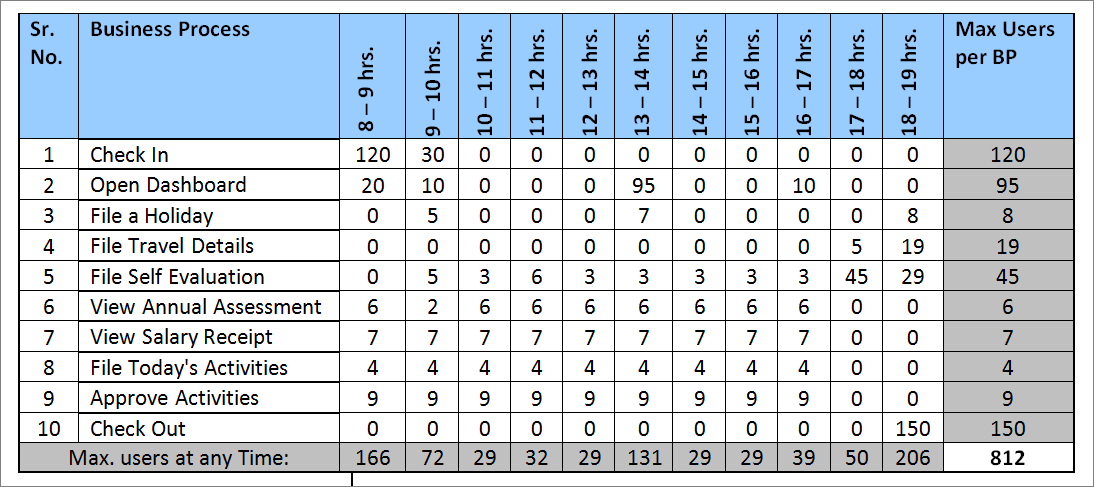 Sr. No. Business Process 8 – 9 hrs. 9 – 10 hrs. 10 – 11 hrs. 11 – 12 hrs. 12 – 13 hrs. 13 – 14 hrs. 14 – 15 hrs. 15 – 16 hrs. 16 – 17 hrs. 17 – 18 hrs. 18 – 19 hrs. Max Users per BP
1 Check In 120 30 0 0 0 0 0 0 0 0 0 120
2 Open Dashboard 20 10 0 0 0 95 0 0 10 0 0 95
3 File a Holiday 0 5 0 0 0 7 0 0 0 0 8 8
4 File Travel Details 0 0 0 0 0 0 0 0 0 5 19 19
5 File Self Evaluation 0 5 3 6 3 3 3 3 3 45 29 45
6 View Annual Assessment 6 2 6 6 6 6 6 6 6 0 0 6
7 View Salary Receipt 7 7 7 7 7 7 7 7 7 0 0 7
8 File Today's Activities 4 4 4 4 4 4 4 4 4 0 0 4
9 Approve Activities 9 9 9 9 9 9 9 9 9 0 0 9
10 Check Out 0 0 0 0 0 0 0 0 0 0 150 150
Max. users at any Time: 166 72 29 32 29 131 29 29 39 50 206 812